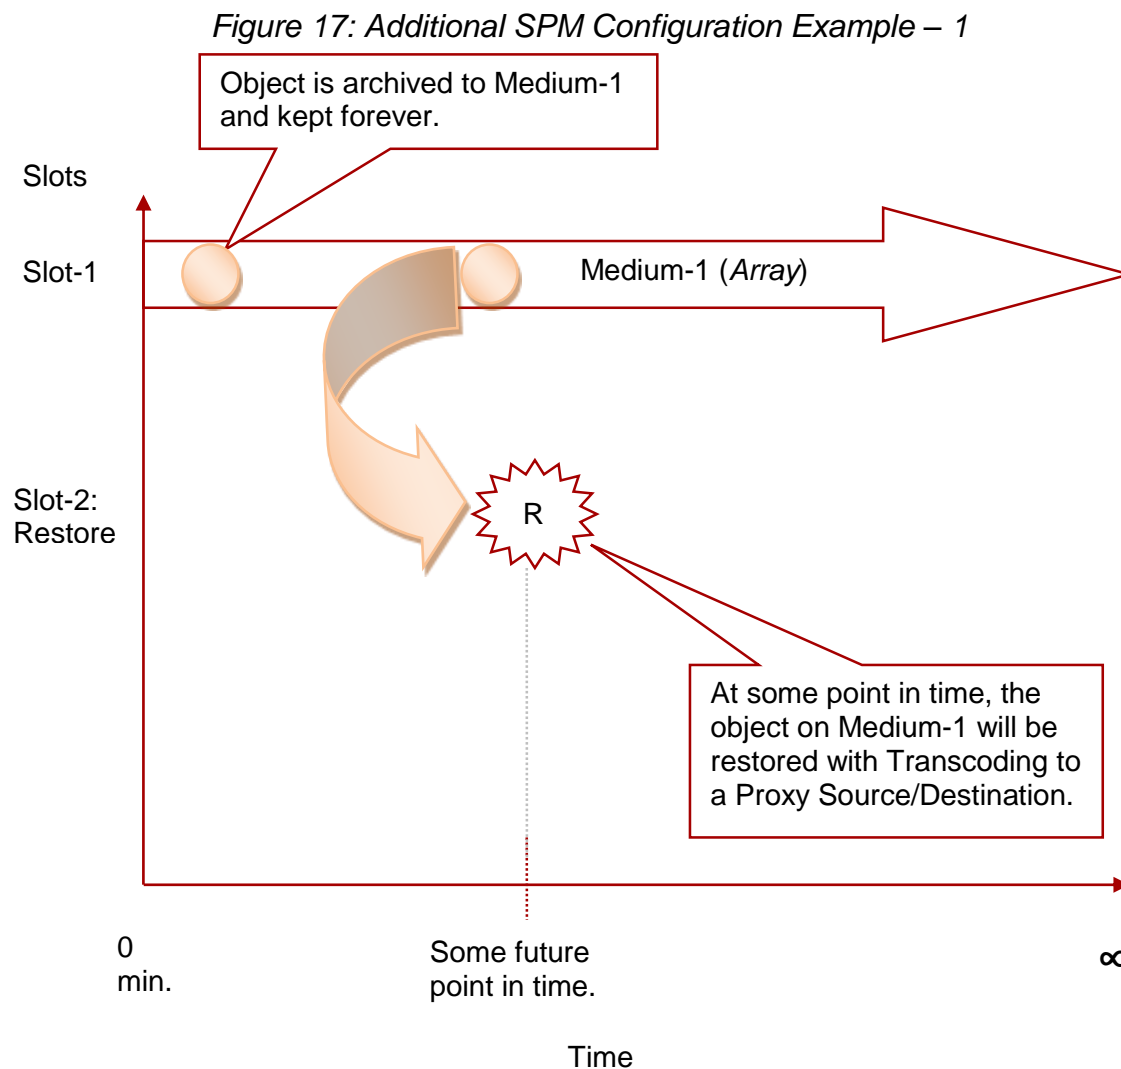 Figure 17: Additional SPM Configuration Example – 1
Object is archived to Medium-1
and kept forever.
Slots
Slot-1
Medium-1 (Array)
Slot-2:
Restore
R
At some point in time, the
object on Medium-1 will be
restored with Transcoding to
a Proxy Source/Destination.
0
min.
Some future
point in time.
∞
Time